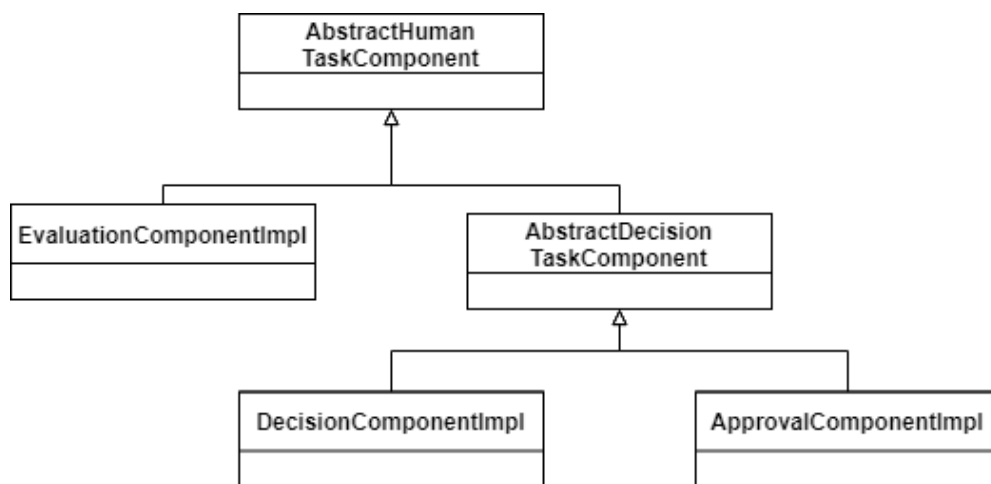 AbstractHuman
TaskComponent
EvaluationComponentImpl
AbstractDecision
TaskComponent
DecisionComponentImpl
ApprovalComponentImpl